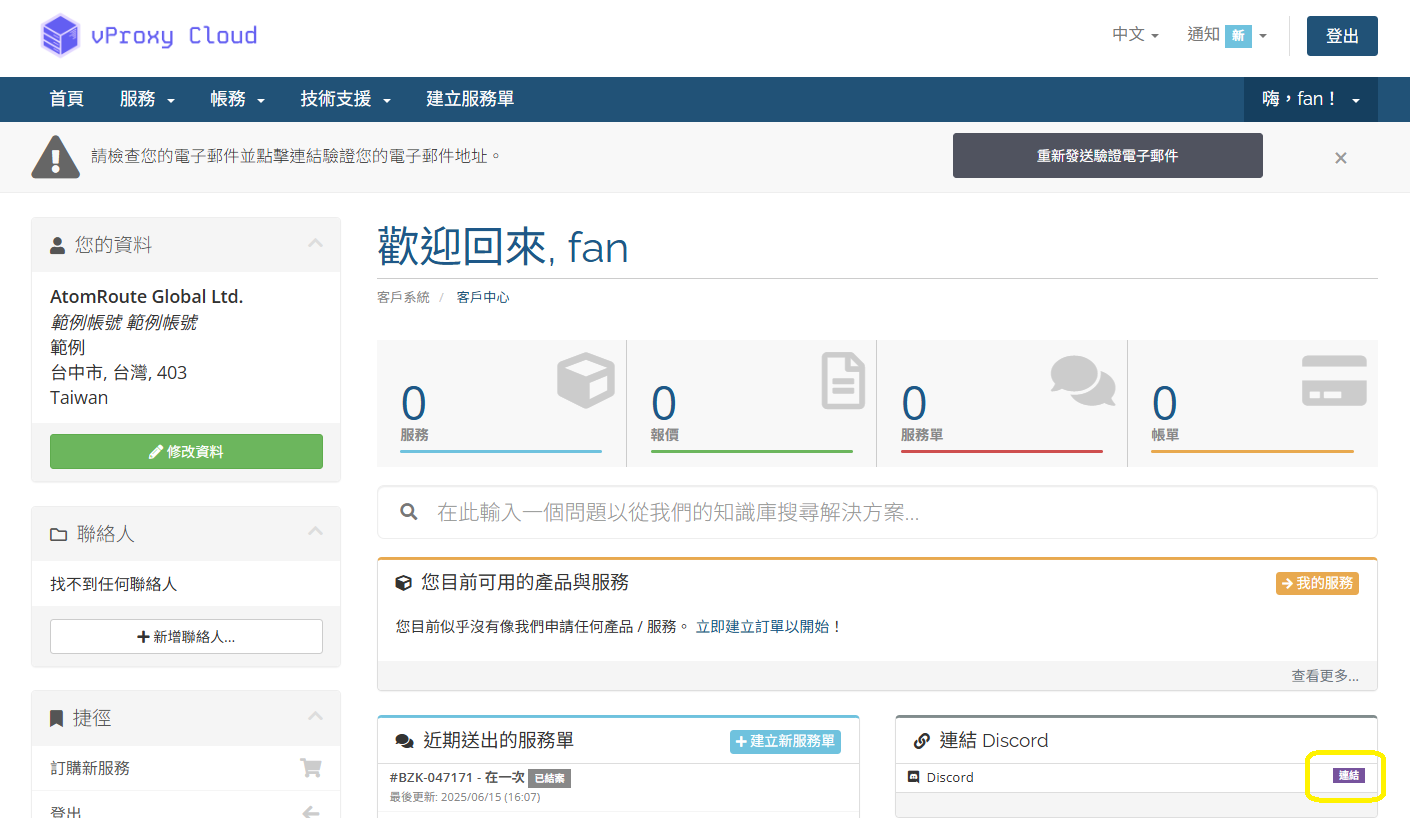 vProxy Cloud
中文
通知 新
登出
首頁
服務
帳務
技術支援
建立服務單
嗨，fan！
請檢查您的電子郵件並點擊連結驗證您的電子郵件地址。
重新發送驗證電子郵件
×
您的資料
AtomRoute Global Ltd.
範例帳號 範例帳號
範例
台中市, 台灣, 403
Taiwan
修改資料
聯絡人
找不到任何聯絡人
新增聯絡人...
捷徑
訂購新服務
登出
歡迎回來, fan
客戶系統 / 客戶中心
0
服務
0
報價
0
服務單
0
帳單
在此輸入一個問題以從我們的知識庫搜尋解決方案...
您目前可用的產品與服務
我的服務
您目前似乎沒有像我們申請任何產品 / 服務。 立即建立訂單以開始！
查看更多...
近期送出的服務單
建立新服務單
#BZK-047171 - 在一次 已結案
最後更新: 2025/06/15 (16:07)
連結 Discord
Discord
連結